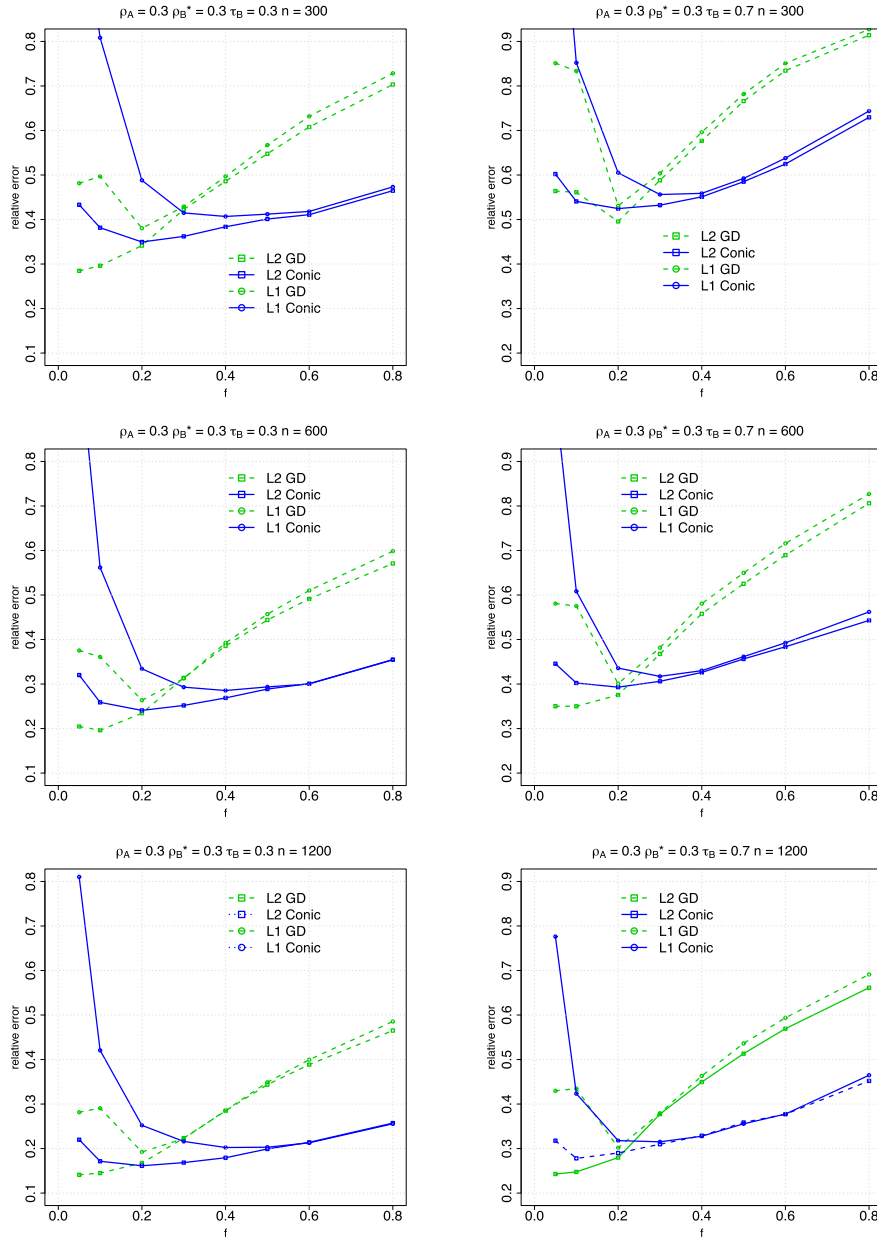 ρA = 0.3 ρB* = 0.3 τB = 0.3 n = 300
relative error
0.1 0.2 0.3 0.4 0.5 0.6 0.7 0.8
L2 GD
L2 Conic
L1 GD
L1 Conic
0.0 0.2 0.4 0.6 0.8
f
ρA = 0.3 ρB* = 0.3 τB = 0.7 n = 300
relative error
0.2 0.3 0.4 0.5 0.6 0.7 0.8 0.9
L2 GD
L2 Conic
L1 GD
L1 Conic
0.0 0.2 0.4 0.6 0.8
f
ρA = 0.3 ρB* = 0.3 τB = 0.3 n = 600
relative error
0.1 0.2 0.3 0.4 0.5 0.6 0.7 0.8
L2 GD
L2 Conic
L1 GD
L1 Conic
0.0 0.2 0.4 0.6 0.8
f
ρA = 0.3 ρB* = 0.3 τB = 0.7 n = 600
relative error
0.2 0.3 0.4 0.5 0.6 0.7 0.8 0.9
L2 GD
L2 Conic
L1 GD
L1 Conic
0.0 0.2 0.4 0.6 0.8
f
ρA = 0.3 ρB* = 0.3 τB = 0.3 n = 1200
relative error
0.1 0.2 0.3 0.4 0.5 0.6 0.7 0.8
L2 GD
L2 Conic
L1 GD
L1 Conic
0.0 0.2 0.4 0.6 0.8
f
ρA = 0.3 ρB* = 0.3 τB = 0.7 n = 1200
relative error
0.2 0.3 0.4 0.5 0.6 0.7 0.8 0.9
L2 GD
L2 Conic
L1 GD
L1 Conic
0.0 0.2 0.4 0.6 0.8
f